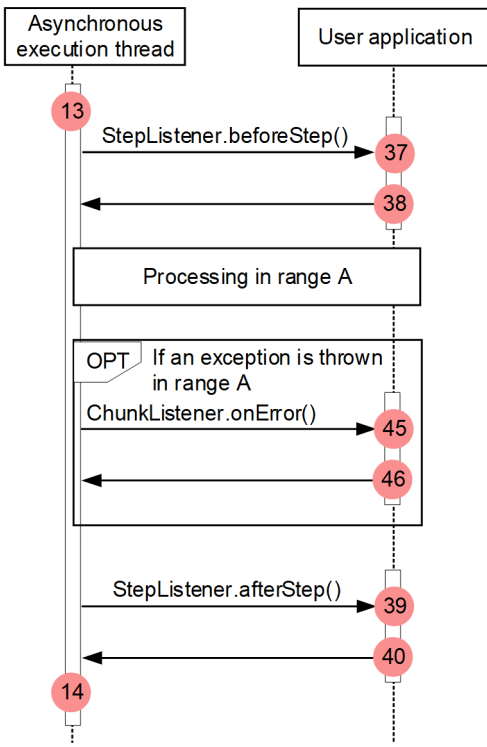 Asynchronous
execution thread
User application
13
StepListener.beforeStep()
37
38
Processing in range A
OPT
If an exception is thrown
in range A
ChunkListener.onError()
45
46
StepListener.afterStep()
39
40
14